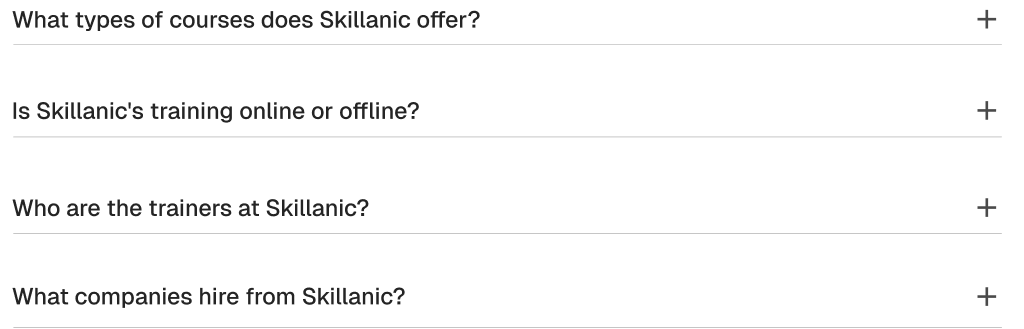 What types of courses does Skillanic offer?
Is Skillanic's training online or offline?
Who are the trainers at Skillanic?
What companies hire from Skillanic?